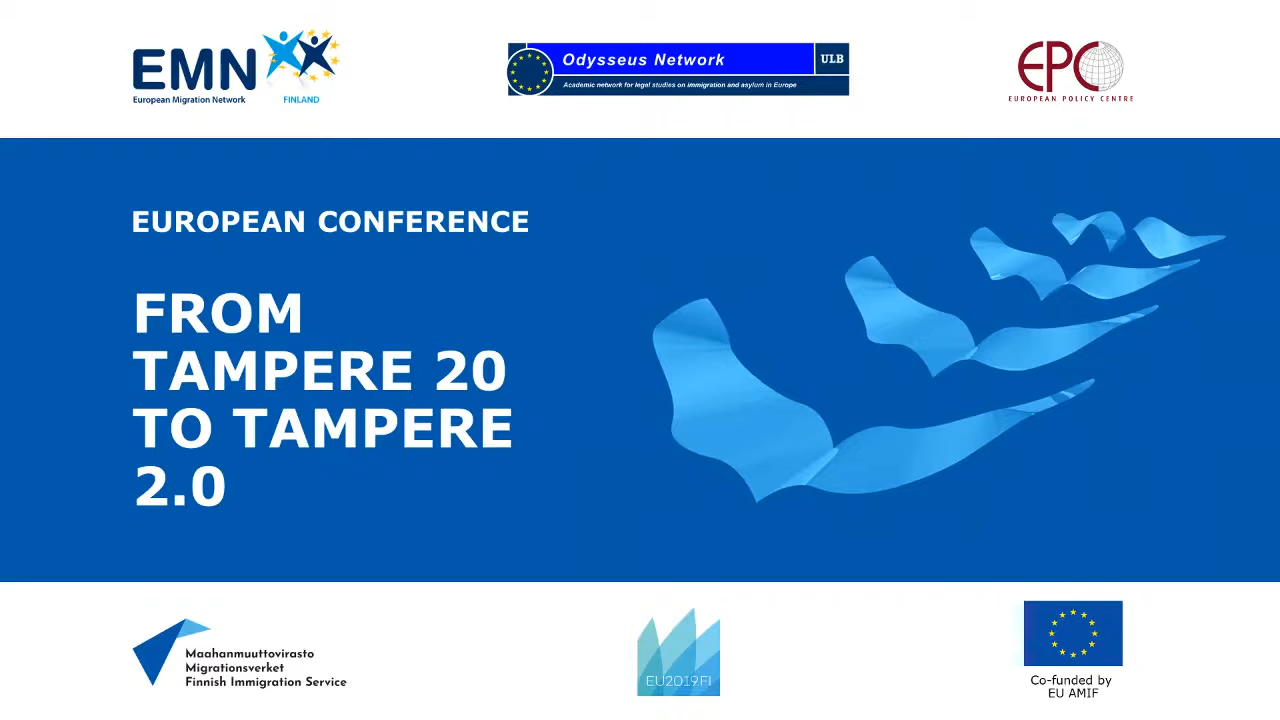 EMN
European Migration Network
FINLAND
Odysseus Network
ULB
Academic network for legal studies on immigration and asylum in Europe
EPC
EUROPEAN POLICY CENTRE
EUROPEAN CONFERENCE
FROM
TAMPERE 20
TO TAMPERE
2.0
Maahanmuuttovirasto
Migrationsverket
Finnish Immigration Service
EU2019.FI
Co-funded by
EU AMIF